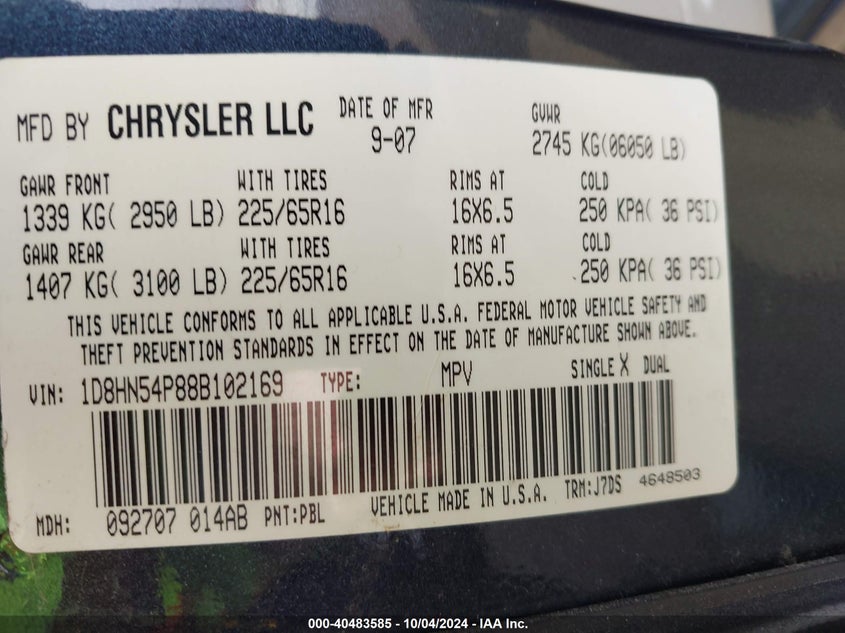 MFD BY CHRYSLER LLC DATE OF MFR GVWR
9-07 2745 KG(06050 LB)
GAWR FRONT WITH TIRES RIMS AT COLD
1339 KG( 2950 LB) 225/65R16 16X6.5 250 KPA( 36 PSI)
GAWR REAR WITH TIRES RIMS AT COLD
1407 KG( 3100 LB) 225/65R16 16X6.5 250 KPA( 36 PSI)
THIS VEHICLE CONFORMS TO ALL APPLICABLE U.S.A. FEDERAL MOTOR VEHICLE SAFETY AND
THEFT PREVENTION STANDARDS IN EFFECT ON THE DATE OF MANUFACTURE SHOWN ABOVE.
VIN: 1D8HN54P88B102169 TYPE: MPV SINGLE X DUAL
MDH: 092707 014AB PNT:PBL VEHICLE MADE IN U.S.A. TRM:J7DS 4648503
000-40483585 - 10/04/2024 - IAA Inc.